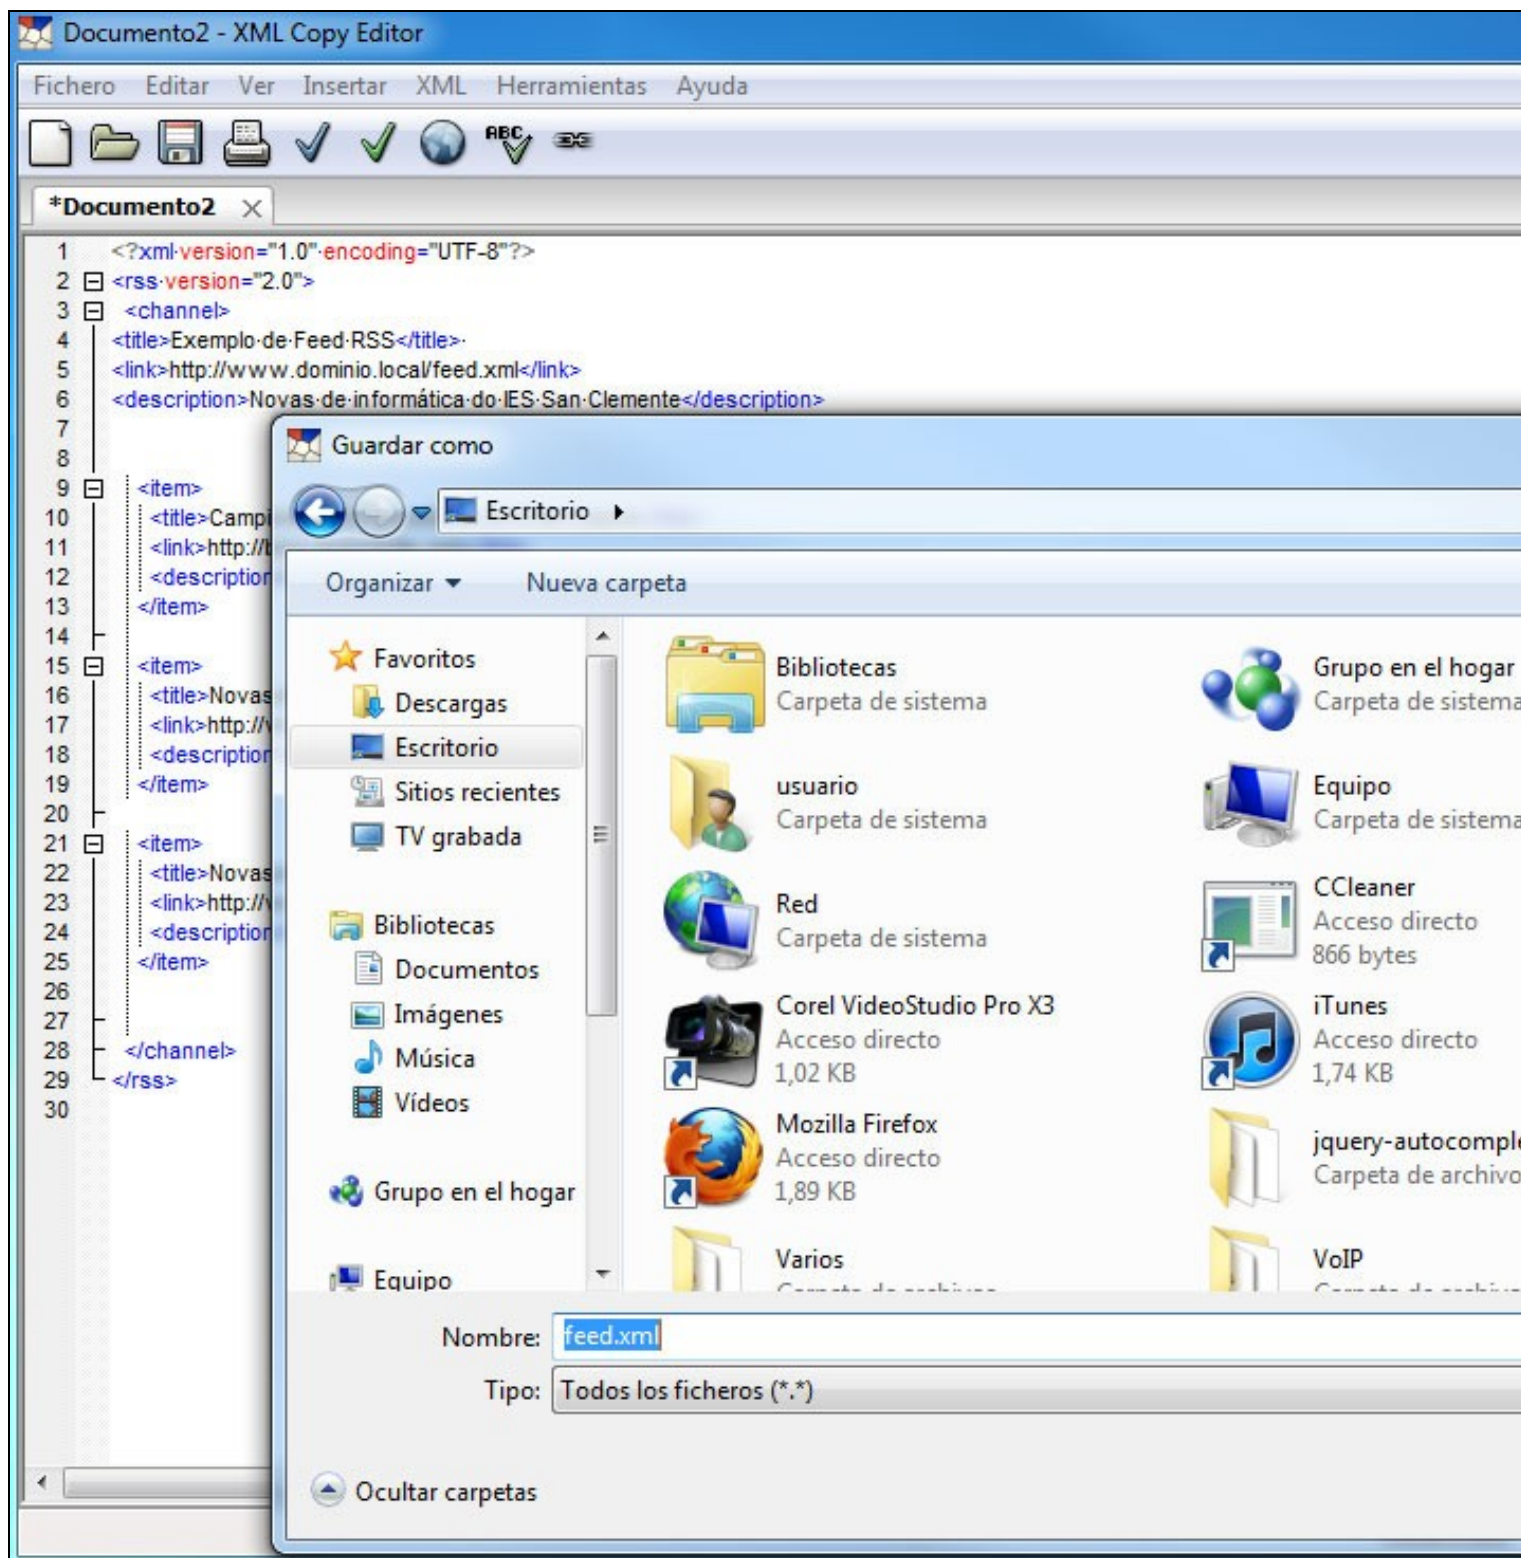 Documento2 - XML Copy Editor
Fichero Editar Ver Insertar XML Herramientas Ayuda
ABC
*Documento2
1 <?xml·version="1.0"·encoding="UTF-8"?>
2 <rss·version="2.0">
3 <channel>
4 <title>Exemplo·de·Feed·RSS</title>·
5 <link>http://www.dominio.local/feed.xml</link>
6 <description>Novas·de·informática·do·IES·San·Clemente</description>
7
8
9 <item>
10 <title>Campi
11 <link>http://b
12 <description
13 </item>
14
15 <item>
16 <title>Novas
17 <link>http://
18 <description
19 </item>
20
21 <item>
22 <title>Novas
23 <link>http://
24 <description
25 </item>
26
27
28 </channel>
29 </rss>
30
Guardar como
Escritorio
Organizar Nueva carpeta
Favoritos
Descargas
Escritorio
Sitios recientes
TV grabada
Bibliotecas
Documentos
Imágenes
Música
Vídeos
Grupo en el hogar
Equipo
Bibliotecas
Carpeta de sistema
Grupo en el hogar
Carpeta de sistema
usuario
Carpeta de sistema
Equipo
Carpeta de sistema
Red
Carpeta de sistema
CCleaner
Acceso directo
866 bytes
Corel VideoStudio Pro X3
Acceso directo
1,02 KB
iTunes
Acceso directo
1,74 KB
Mozilla Firefox
Acceso directo
1,89 KB
jquery-autocomple
Carpeta de archivo
Varios
VoIP
Nombre: feed.xml
Tipo: Todos los ficheros (*.*)
Ocultar carpetas